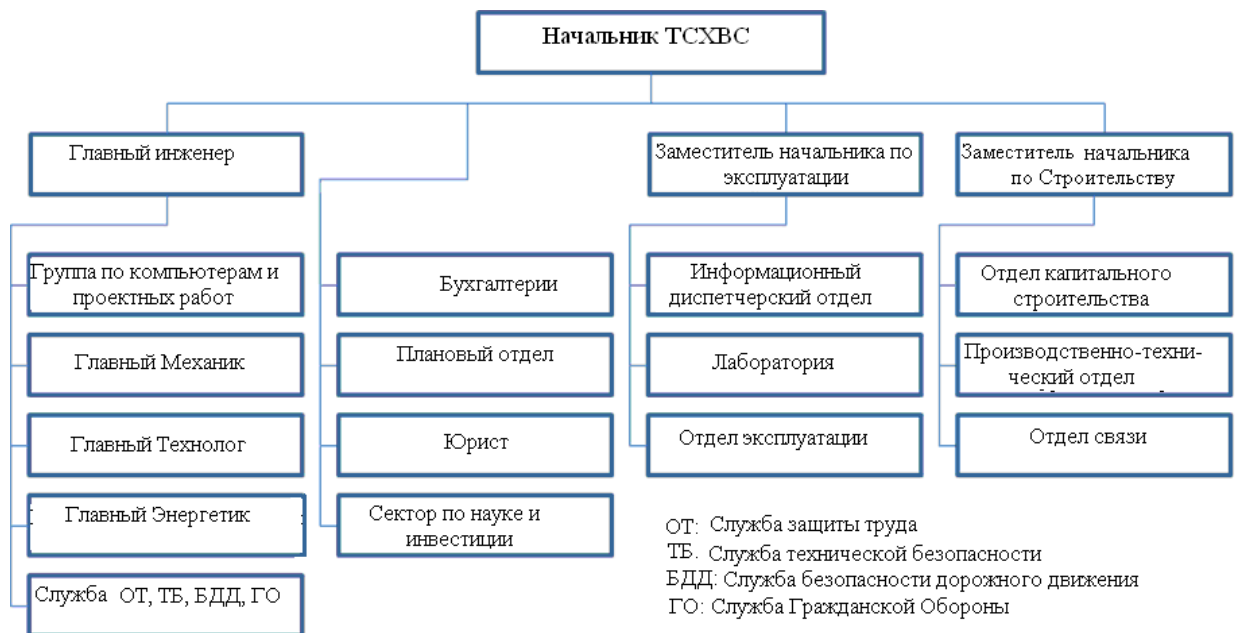 Начальник ТСХВС
Главный инженер
Заместитель начальника по
эксплуатации
Заместитель начальника
по Строительству
Группа по компьютерам и
проектных работ
Главный Механик
Главный Технолог
Главный Энергетик
Служба ОТ, ТБ, БДД, ГО
Бухгалтерии
Плановый отдел
Юрист
Сектор по науке и
инвестиции
Информационный
диспетчерский отдел
Лаборатория
Отдел эксплуатации
Отдел капитального
строительства
Производственно-техни-
ческий отдел
Отдел связи
ОТ: Служба защиты труда
ТБ. Служба технической безопасности
БДД: Служба безопасности дорожного движения
ГО: Служба Гражданской Обороны